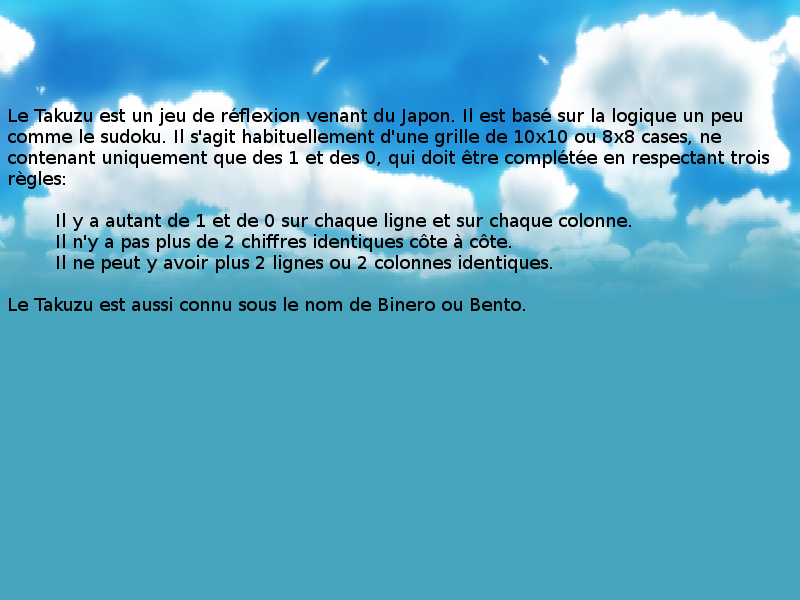 Le Takuzu est un jeu de réflexion venant du Japon. Il est basé sur la logique un peu
comme le sudoku. Il s'agit habituellement d'une grille de 10x10 ou 8x8 cases, ne
contenant uniquement que des 1 et des 0, qui doit être complétée en respectant trois
règles:
Il y a autant de 1 et de 0 sur chaque ligne et sur chaque colonne.
Il n'y a pas plus de 2 chiffres identiques côte à côte.
Il ne peut y avoir plus 2 lignes ou 2 colonnes identiques.
Le Takuzu est aussi connu sous le nom de Binero ou Bento.